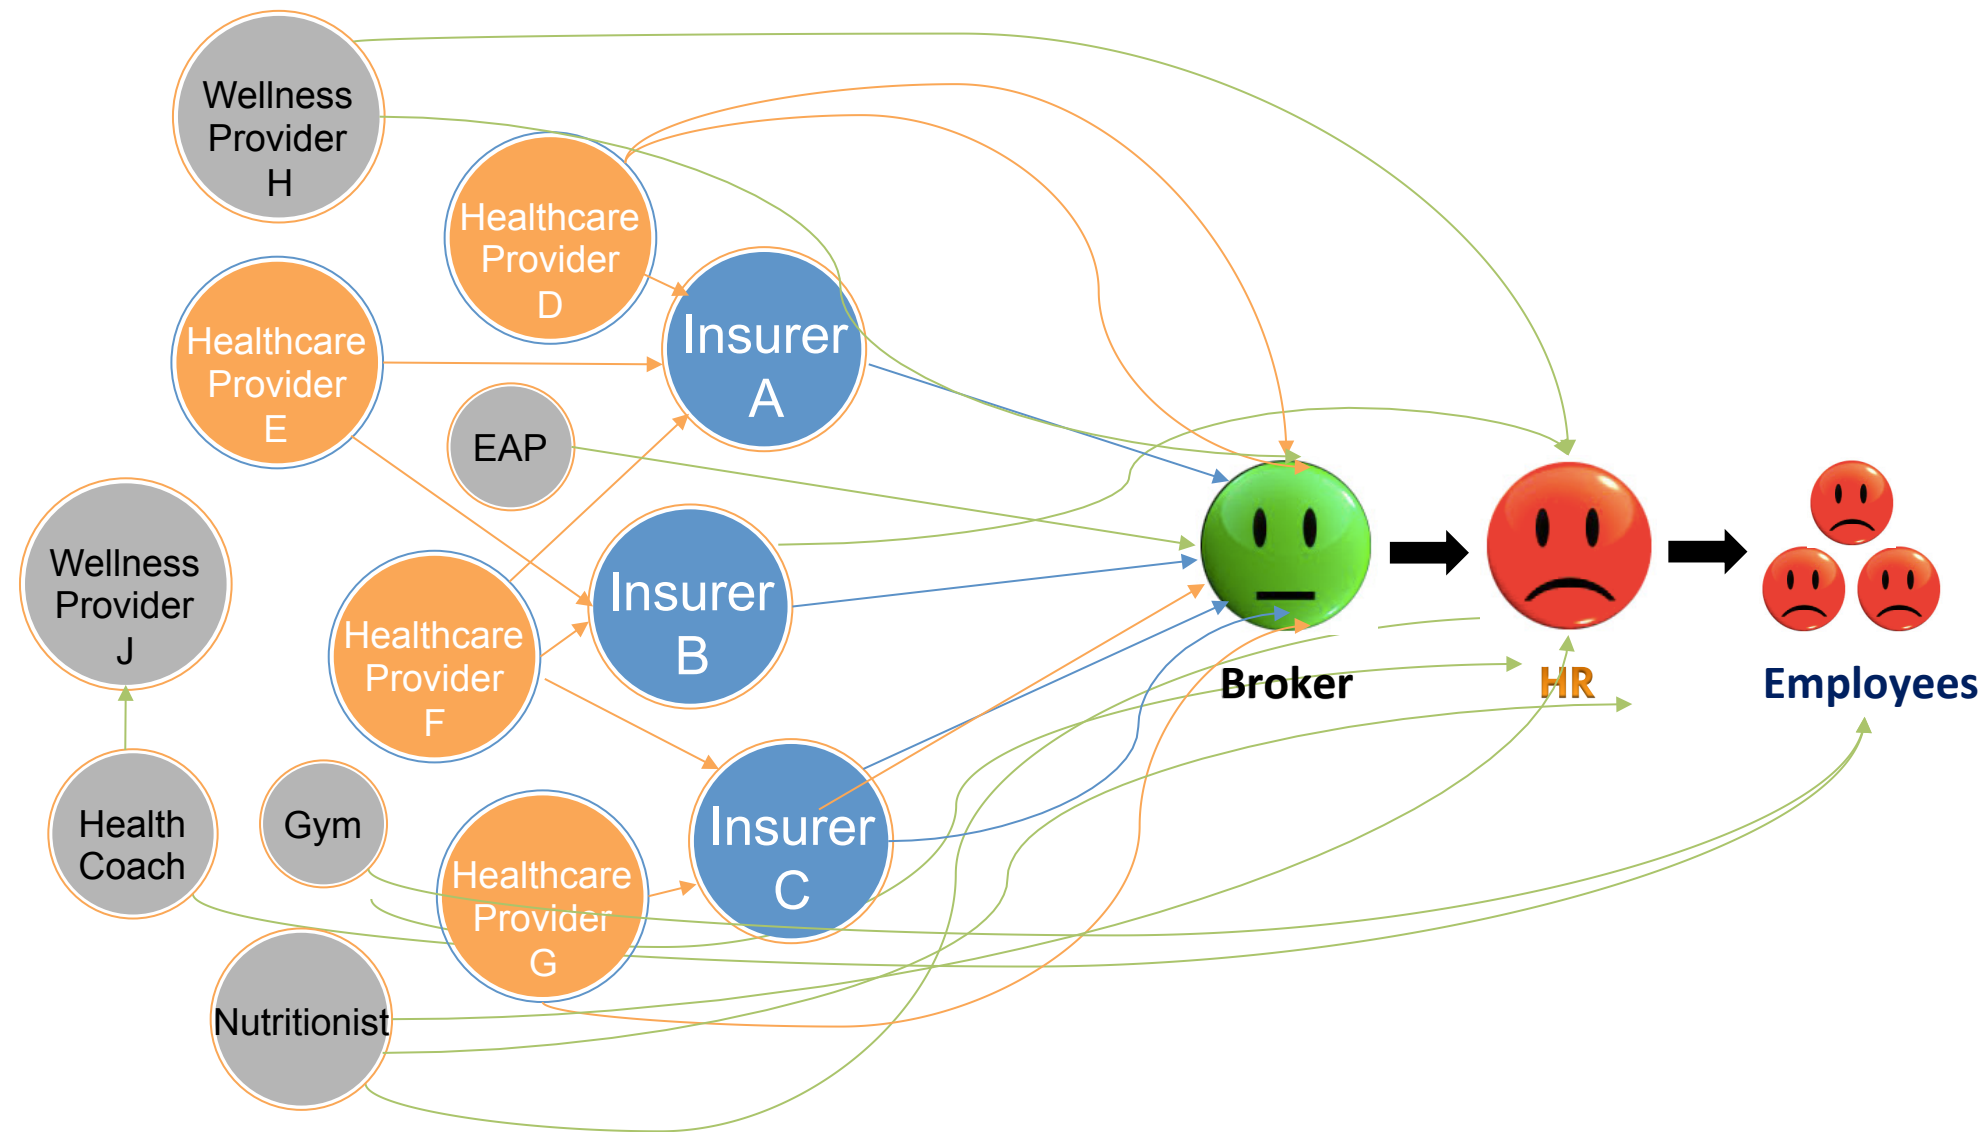 Wellness
Provider
H
Healthcare
Provider
D
Healthcare
Provider
E
Insurer
A
EAP
Wellness
Provider
J
Insurer
B
Healthcare
Provider
F
Broker
HR
Employees
Health
Coach
Gym
Insurer
C
Healthcare
Provider
G
Nutritionist